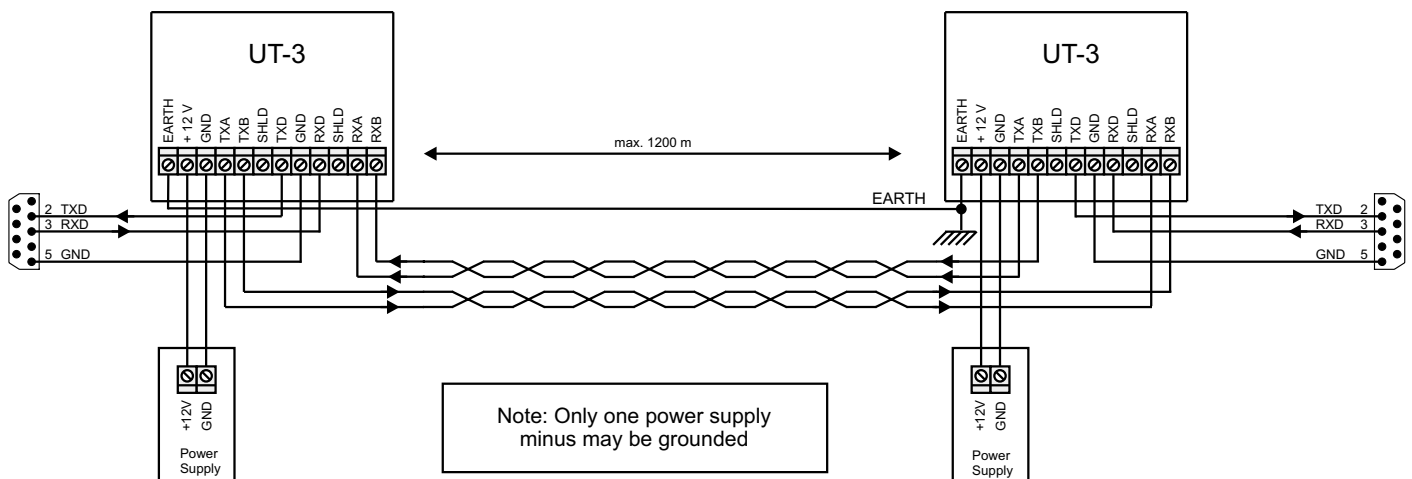 UT-3
UT-3
EARTH
+ 12 V
GND
TXA
TXB
SHLD
TXD
GND
RXD
SHLD
RXA
RXB
max. 1200 m
EARTH
+ 12 V
GND
TXA
TXB
SHLD
TXD
GND
RXD
SHLD
RXA
RXB
EARTH
2 TXD
3 RXD
5 GND
TXD 2
RXD 3
GND 5
+12V
GND
Power
Supply
Note: Only one power supply
minus may be grounded
+12V
GND
Power
Supply